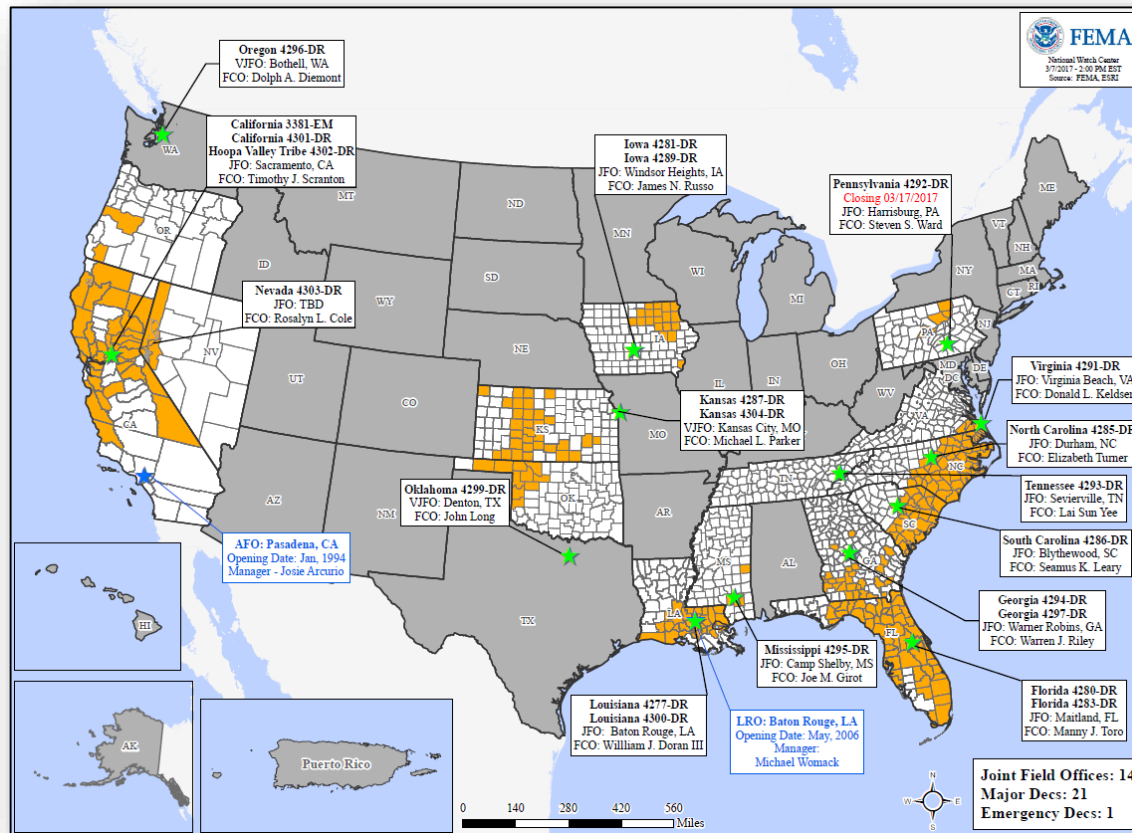 FEMA
National Watch Center
3/7/2017 - 2:00 PM EST
Source: FEMA, ESRI
Oregon 4296-DR
VJFO: Bothell, WA
FCO: Dolph A. Diemont
California 3381-EM
California 4301-DR
Hoopa Valley Tribe 4302-DR
JFO: Sacramento, CA
FCO: Timothy J. Scranton
Nevada 4303-DR
JFO: TBD
FCO: Rosalyn L. Cole
Iowa 4281-DR
Iowa 4289-DR
JFO: Windsor Heights, IA
FCO: James N. Russo
Pennsylvania 4292-DR
Closing 03/17/2017
JFO: Harrisburg, PA
FCO: Steven S. Ward
Virginia 4291-DR
JFO: Virginia Beach, VA
FCO: Donald L. Keldsen
Kansas 4287-DR
Kansas 4304-DR
VJFO: Kansas City, MO
FCO: Michael L. Parker
North Carolina 4285-DR
JFO: Durham, NC
FCO: Elizabeth Turner
Oklahoma 4299-DR
VJFO: Denton, TX
FCO: John Long
Tennessee 4293-DR
JFO: Sevierville, TN
FCO: Lai Sun Yee
South Carolina 4286-DR
JFO: Blythewood, SC
FCO: Seamus K. Leary
AFO: Pasadena, CA
Opening Date: Jan, 1994
Manager - Josie Arcurio
Georgia 4294-DR
Georgia 4297-DR
JFO: Warner Robins, GA
FCO: Warren J. Riley
Mississippi 4295-DR
JFO: Camp Shelby, MS
FCO: Joe M. Girot
Florida 4280-DR
Florida 4283-DR
JFO: Maitland, FL
FCO: Manny J. Toro
Louisiana 4277-DR
Louisiana 4300-DR
JFO: Baton Rouge, LA
FCO: Willliam J. Doran III
LRO: Baton Rouge, LA
Opening Date: May, 2006
Manager:
Michael Womack
WA
MT
ND
MN
ME
VT
NH
OR
ID
SD
WI
MI
NY
MA
CT
RI
WY
IA
PA
NJ
NV
NE
IL
IN
OH
MD
DE
DC
UT
CO
KS
MO
WV
VA
CA
AZ
NM
OK
AR
TN
NC
SC
TX
LA
MS
AL
GA
FL
HI
AK
Puerto Rico
N
W
E
S
0
140
280
420
560
Miles
Joint Field Offices: 14
Major Decs: 21
Emergency Decs: 1